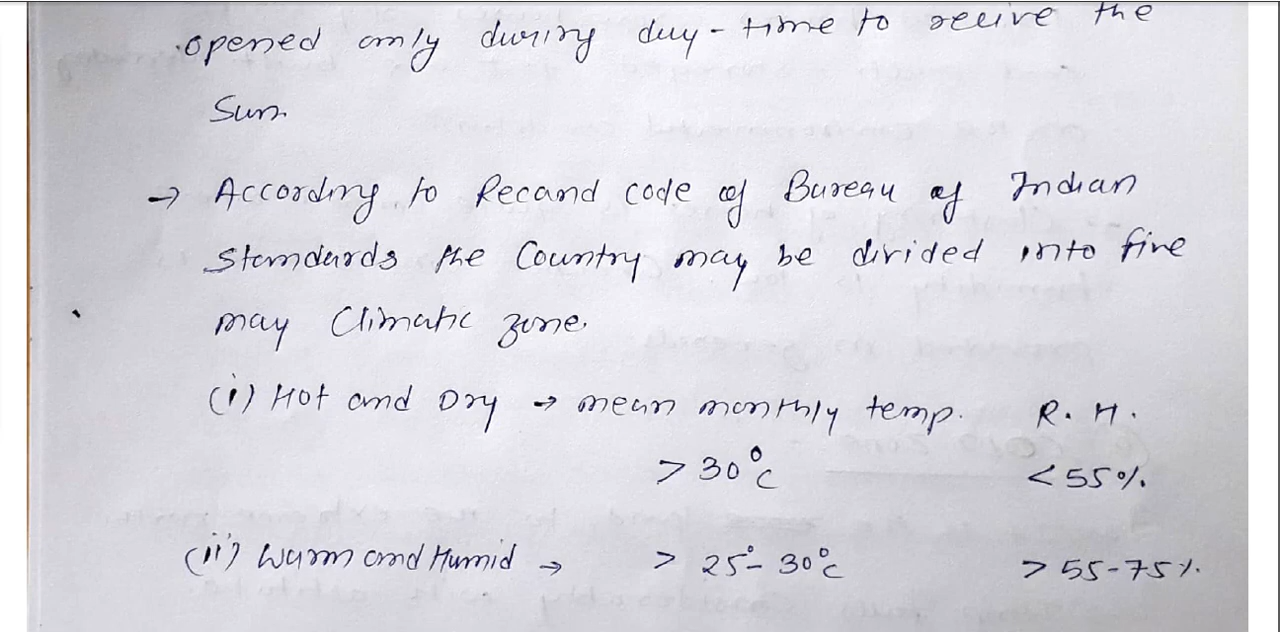 opened only during day-time to recive the
Sun.
→ According to Recand code of Bureau of Indian
Standards the Country may be divided into five
may Climatic zone.
(i) Hot and Dry → mean monthly temp. R.H.
>30°C <55%
(ii) Warm and Humid → > 25°-30°C >55-75%